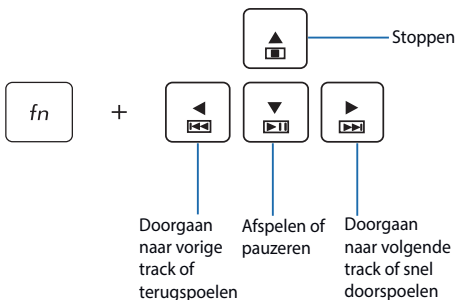 Stoppen
fn
+
Doorgaan
naar vorige
track of
terugspoelen
Afspelen of
pauzeren
Doorgaan
naar volgende
track of snel
doorspoelen